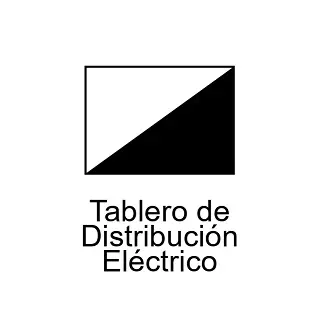 Tablero de
Distribución
Eléctrico